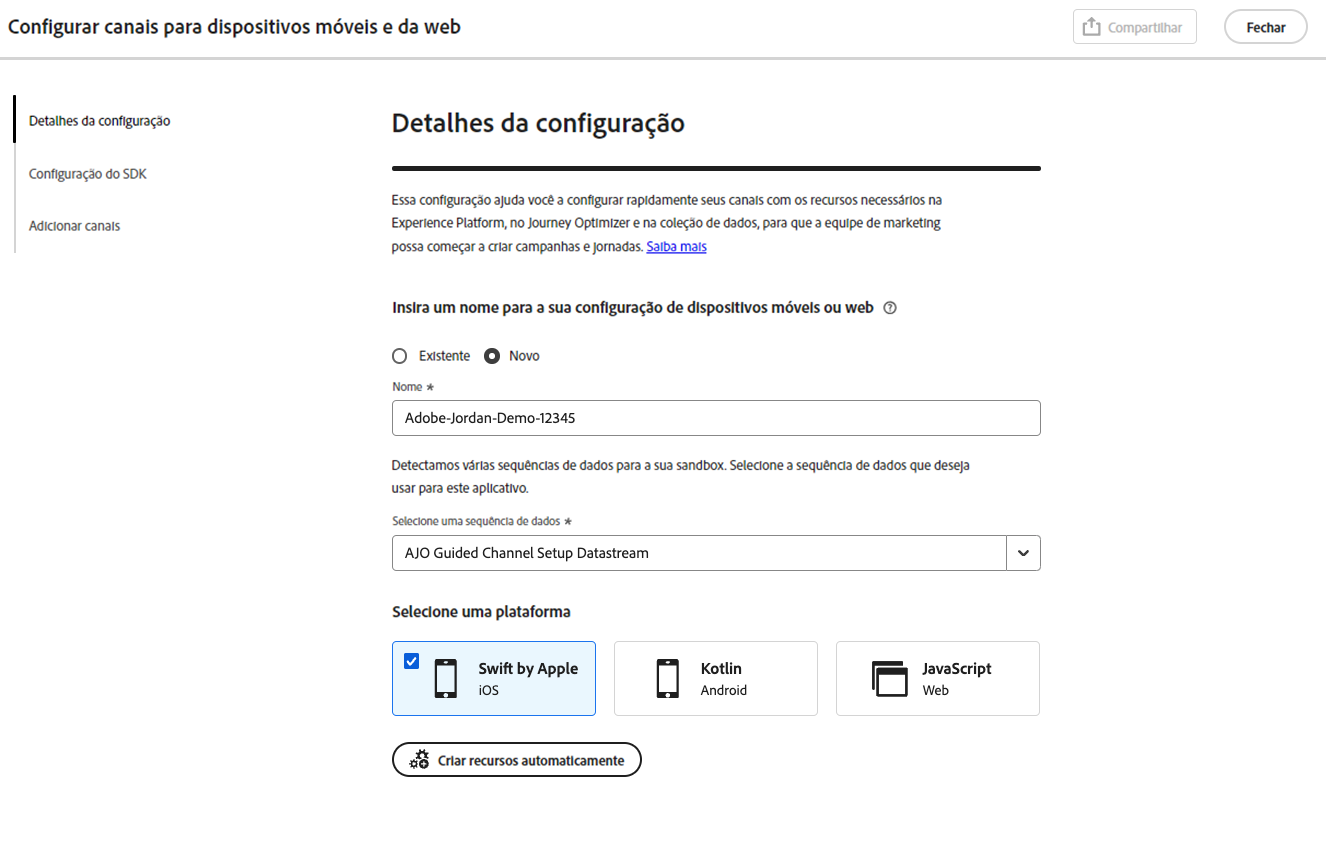 Configurar canais para dispositivos móveis e da web
Compartilhar
Fechar
Detalhes da configuração
Configuração do SDK
Adicionar canais
Detalhes da configuração
Essa configuração ajuda você a configurar rapidamente seus canais com os recursos necessários na
Experience Platform, no Journey Optimizer e na coleção de dados, para que a equipe de marketing
possa começar a criar campanhas e jornadas. Saiba mais
Insira um nome para a sua configuração de dispositivos móveis ou web
Existente
Novo
Nome *
Adobe-Jordan-Demo-12345
Detectamos várias sequências de dados para a sua sandbox. Selecione a sequência de dados que deseja
usar para este aplicativo.
Selecione uma sequência de dados *
AJO Guided Channel Setup Datastream
Selecione uma plataforma
Swift by Apple
iOS
Kotlin
Android
JavaScript
Web
Criar recursos automaticamente